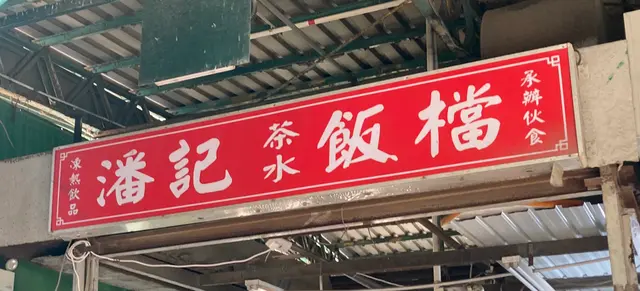 凍熱飲品
潘記
茶水
飯檔
承辦伙食